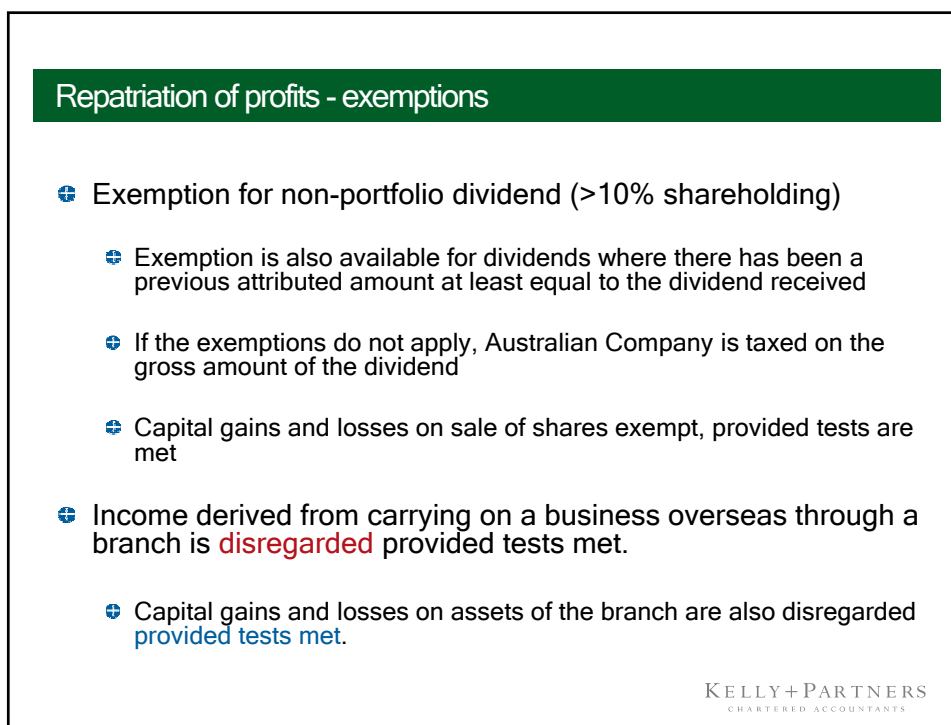 Repatriation of profits - exemptions
Exemption for non-portfolio dividend (>10% shareholding)
Exemption is also available for dividends where there has been a
previous attributed amount at least equal to the dividend received
If the exemptions do not apply, Australian Company is taxed on the
gross amount of the dividend
Capital gains and losses on sale of shares exempt, provided tests are
met
Income derived from carrying on a business overseas through a
branch is disregarded provided tests met.
Capital gains and losses on assets of the branch are also disregarded
provided tests met.
KELLY+PARTNERS
CHARTERED ACCOUNTANTS